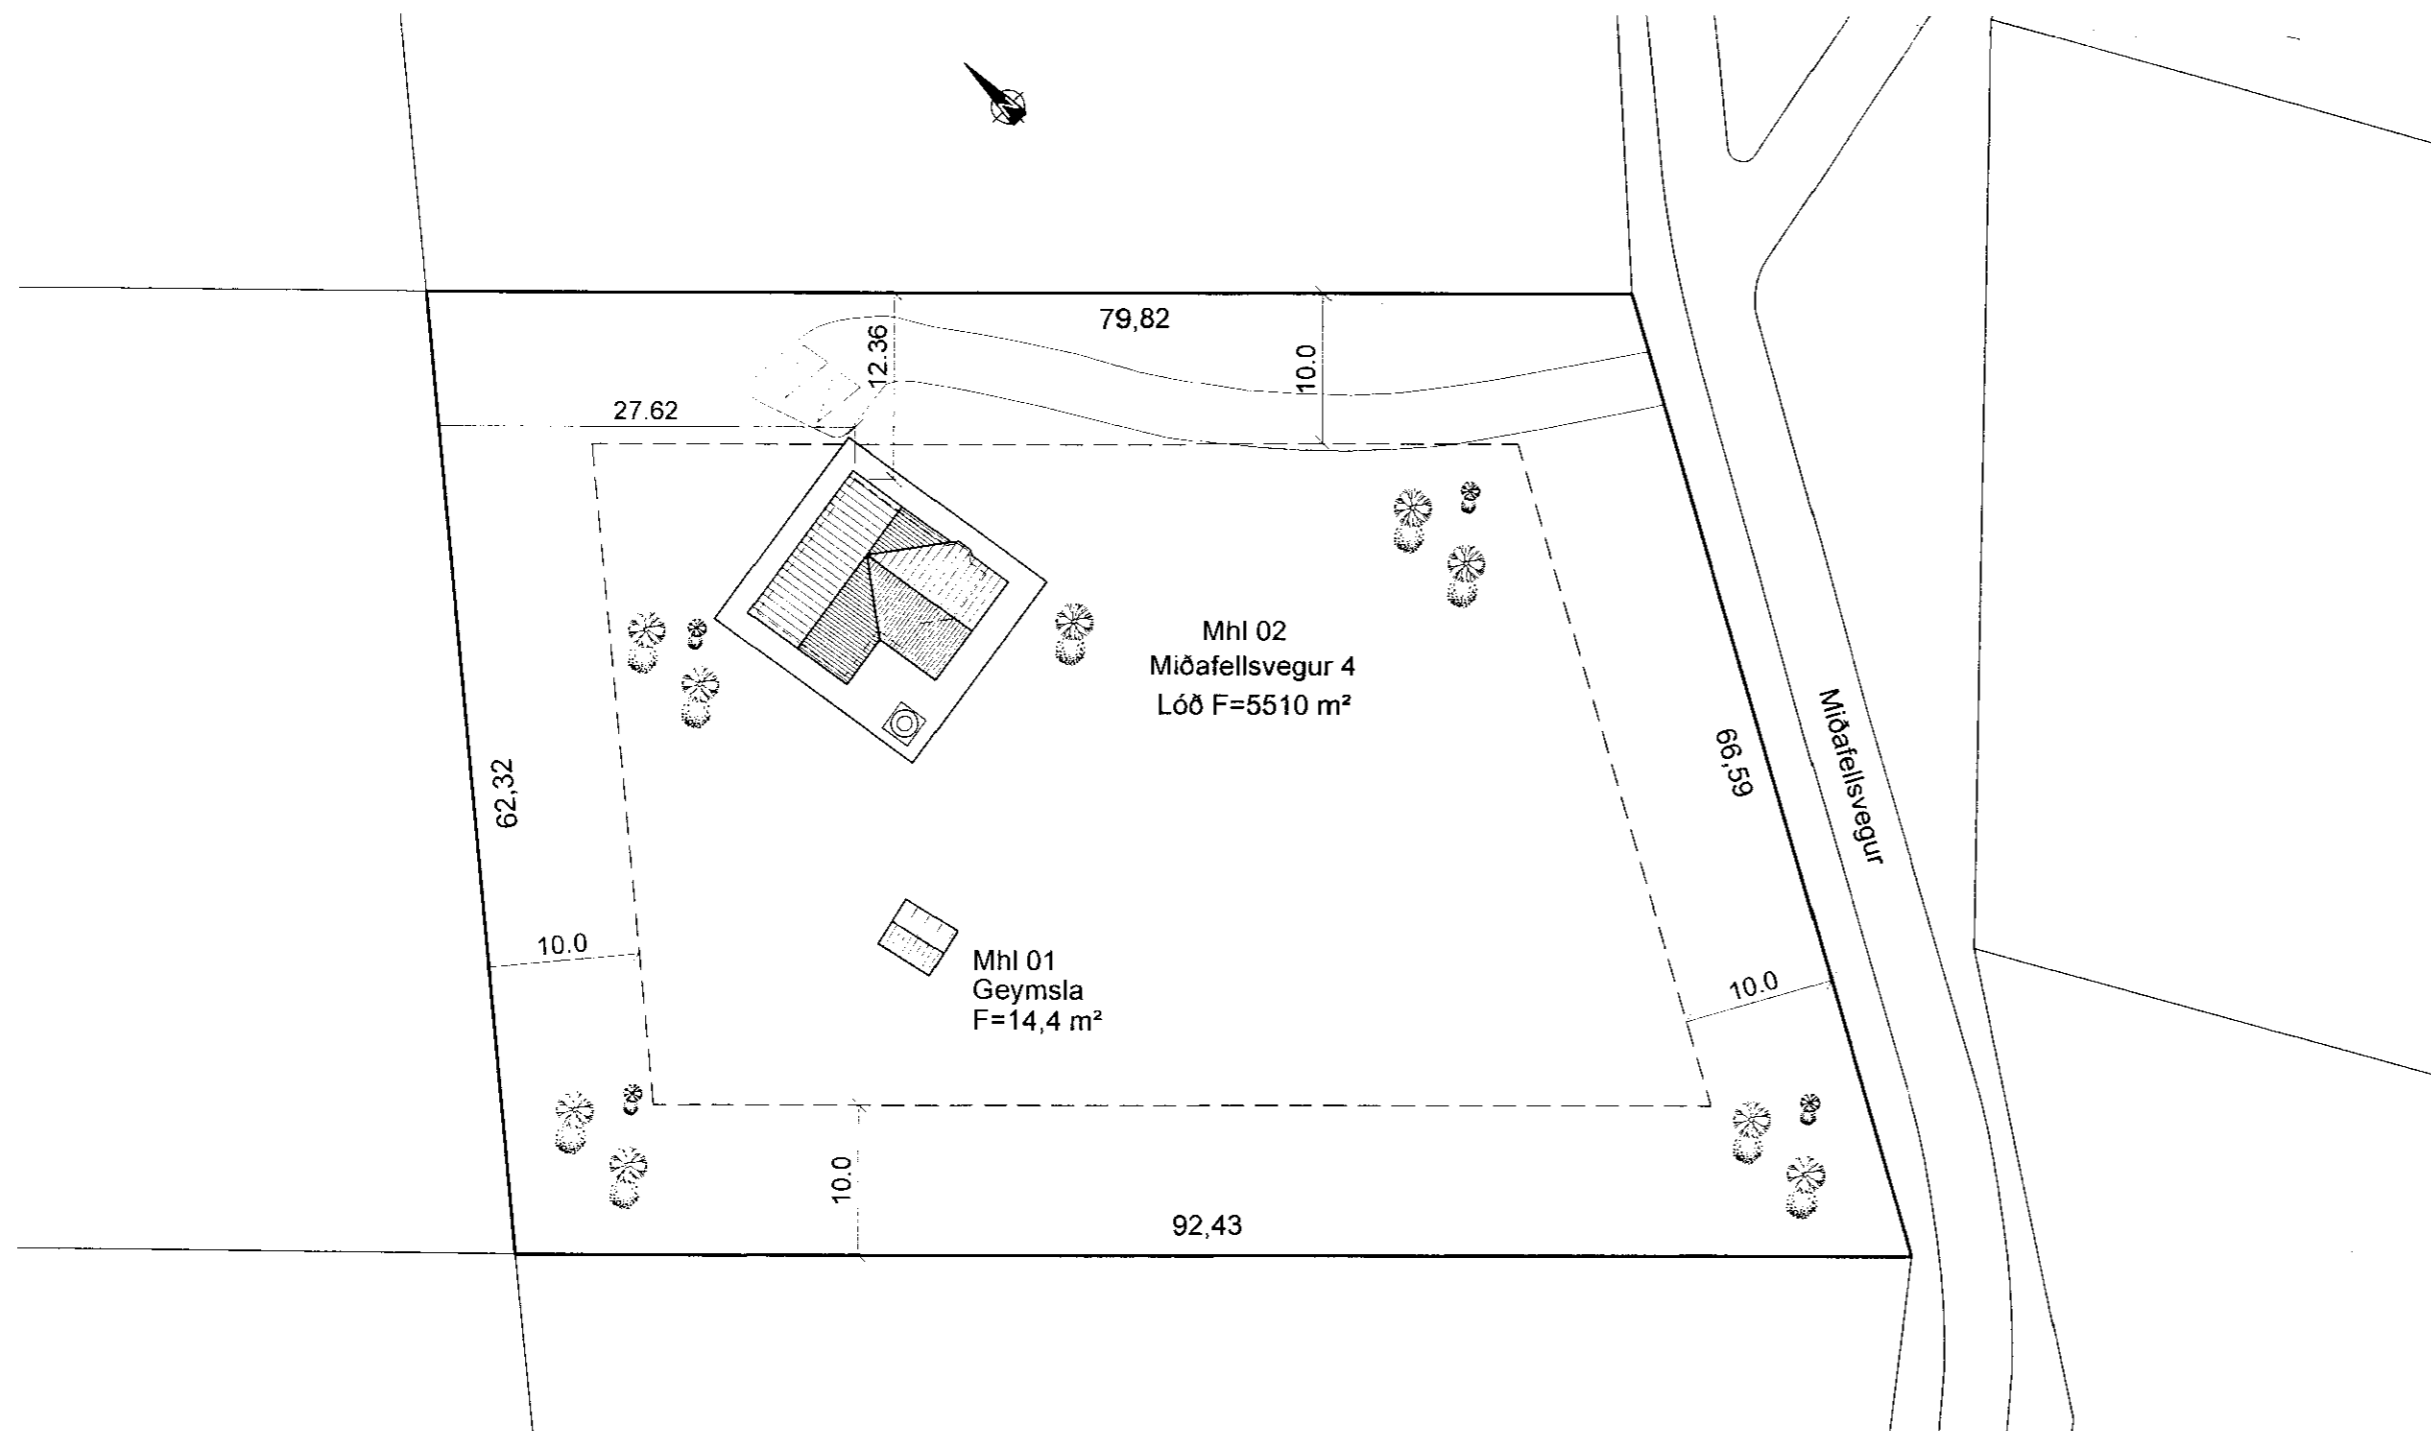 N
79,82
12.36
10.0
27.62
Mhl 02
Miðafellsvegur 4
Lóð F=5510 m²
62,32
66,59
Miðafellsvegur
10.0
Mhl 01
Geymsla
F=14,4 m²
10.0
10.0
92,43